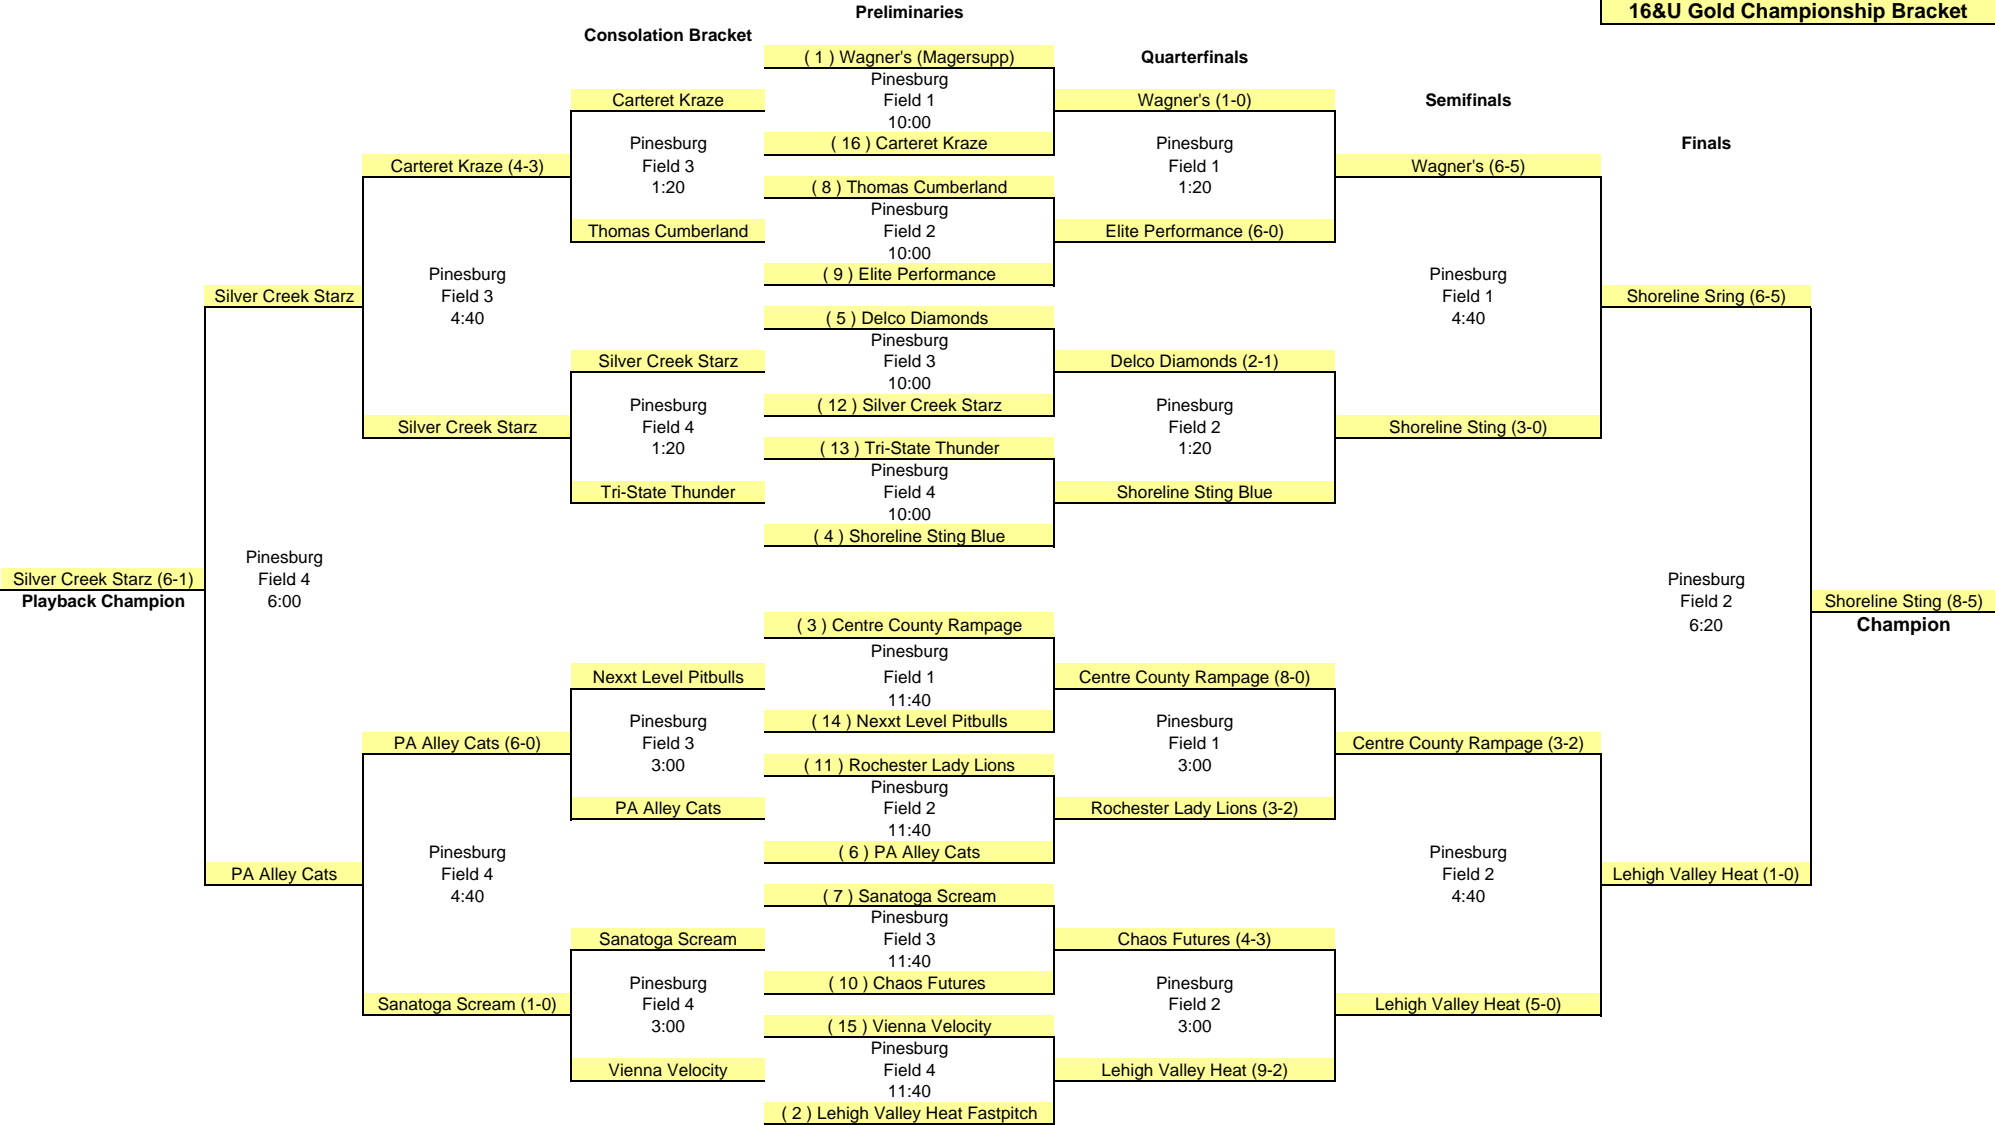 Preliminaries
16&U Gold Championship Bracket
Consolation Bracket
( 1 ) Wagner's (Magersupp)
Quarterfinals
Pinesburg
Carteret Kraze
Field 1
Wagner's (1-0)
Semifinals
10:00
Pinesburg
( 16 ) Carteret Kraze
Pinesburg
Finals
Carteret Kraze (4-3)
Field 3
Field 1
Wagner's (6-5)
1:20
( 8 ) Thomas Cumberland
1:20
Pinesburg
Thomas Cumberland
Field 2
Elite Performance (6-0)
10:00
Pinesburg
( 9 ) Elite Performance
Pinesburg
Silver Creek Starz
Field 3
Field 1
Shoreline Sring (6-5)
4:40
( 5 ) Delco Diamonds
4:40
Pinesburg
Silver Creek Starz
Field 3
Delco Diamonds (2-1)
10:00
Pinesburg
( 12 ) Silver Creek Starz
Pinesburg
Silver Creek Starz
Field 4
Field 2
Shoreline Sting (3-0)
1:20
( 13 ) Tri-State Thunder
1:20
Pinesburg
Tri-State Thunder
Field 4
Shoreline Sting Blue
10:00
( 4 ) Shoreline Sting Blue
Pinesburg
Silver Creek Starz (6-1)
Field 4
Pinesburg
Playback Champion
6:00
Field 2
Shoreline Sting (8-5)
( 3 ) Centre County Rampage
6:20
Champion
Pinesburg
Nexxt Level Pitbulls
Field 1
Centre County Rampage (8-0)
11:40
Pinesburg
( 14 ) Nexxt Level Pitbulls
Pinesburg
PA Alley Cats (6-0)
Field 3
Field 1
Centre County Rampage (3-2)
3:00
( 11 ) Rochester Lady Lions
3:00
Pinesburg
PA Alley Cats
Field 2
Rochester Lady Lions (3-2)
11:40
Pinesburg
( 6 ) PA Alley Cats
Pinesburg
PA Alley Cats
Field 4
Field 2
Lehigh Valley Heat (1-0)
4:40
( 7 ) Sanatoga Scream
4:40
Pinesburg
Sanatoga Scream
Field 3
Chaos Futures (4-3)
11:40
Pinesburg
( 10 ) Chaos Futures
Pinesburg
Sanatoga Scream (1-0)
Field 4
Field 2
Lehigh Valley Heat (5-0)
3:00
( 15 ) Vienna Velocity
3:00
Pinesburg
Vienna Velocity
Field 4
Lehigh Valley Heat (9-2)
11:40
( 2 ) Lehigh Valley Heat Fastpitch